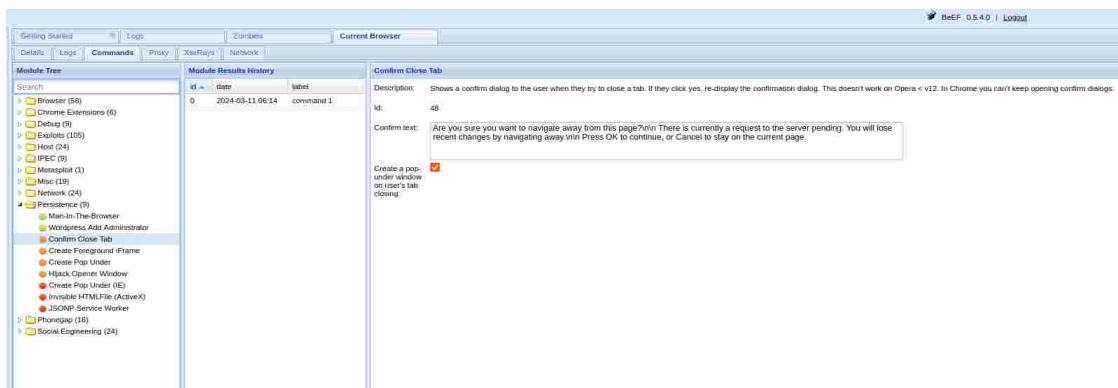 BeEF 0.5.4.0 | Logout
Getting Started Logs Zombies Current Browser
Details Logs Commands Proxy XssRays Network
Module Tree
Search
Browser (58)
Chrome Extensions (6)
Debug (9)
Exploits (105)
Host (24)
IPEC (9)
Metasploit (1)
Misc (19)
Network (24)
Persistence (9)
Man-In-The-Browser
Wordpress Add Administrator
Confirm Close Tab
Create Foreground iFrame
Create Pop Under
Hijack Opener Window
Create Pop Under (IE)
Invisible HTMLFile (ActiveX)
JSONP Service Worker
Phonegap (16)
Social Engineering (24)
Module Results History
id date label
0 2024-03-11 06:14 command 1
Confirm Close Tab
Description: Shows a confirm dialog to the user when they try to close a tab. If they click yes, re-display the confirmation dialog. This doesn't work on Opera < v12. In Chrome you can't keep opening confirm dialogs.
Id: 48
Confirm text: Are you sure you want to navigate away from this page?\n\n There is currently a request to the server pending. You will lose
recent changes by navigating away.\n\n Press OK to continue, or Cancel to stay on the current page.
Create a pop-
under window
on user's tab
closing: